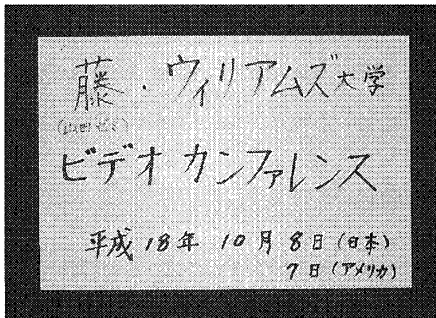 藤・ウィリアムズ大学
ビデオカンファレンス
平成18年 10月 8日(日本)
7日(アメリカ)